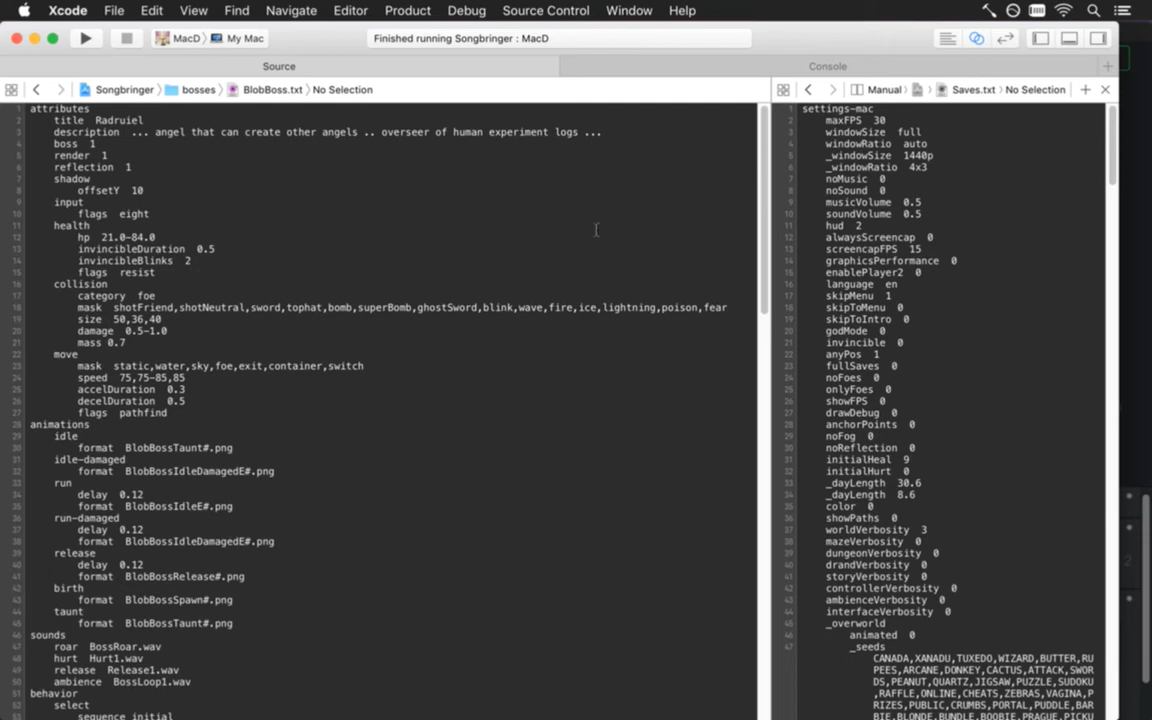 Xcode File Edit View Find Navigate Editor Product Debug Source Control Window Help
MacD My Mac
Finished running Songbringer : MacD
Source
Console
Songbringer bosses BlobBoss.txt No Selection
Manual Saves.txt No Selection
attributes
title Radruiel
description ... angel that can create other angels .. overseer of human experiment logs ...
boss 1
render 1
reflection 1
shadow
offsetY 10
input
flags eight
health
hp 21.0-84.0
invincibleDuration 0.5
invincibleBlinks 2
flags resist
collision
category foe
mask shotFriend,shotNeutral,sword,tophat,bomb,superBomb,ghostSword,blink,wave,fire,ice,lightning,poison,fear
size 50,36,40
damage 0.5-1.0
mass 0.7
move
mask static,water,sky,foe,exit,container,switch
speed 75,75-85,85
accelDuration 0.3
decelDuration 0.5
flags pathfind
animations
idle
format BlobBossTaunt#.png
idle-damaged
format BlobBossIdleDamagedE#.png
run
delay 0.12
format BlobBossIdleE#.png
run-damaged
delay 0.12
format BlobBossIdleDamagedE#.png
release
delay 0.12
format BlobBossRelease#.png
birth
format BlobBossSpawn#.png
taunt
format BlobBossTaunt#.png
sounds
roar BossRoar.wav
hurt Hurt1.wav
release Release1.wav
ambience BossLoop1.wav
behavior
select
sequence initial
settings-mac
maxFPS 30
windowSize full
windowRatio auto
_windowSize 1440p
_windowRatio 4x3
noMusic 0
noSound 0
musicVolume 0.5
soundVolume 0.5
hud 2
alwaysScreencap 0
screencapFPS 15
graphicsPerformance 0
enablePlayer2 0
language en
skipMenu 1
skipToMenu 0
skipToIntro 0
godMode 0
invincible 0
anyPos 1
fullSaves 0
noFoes 0
onlyFoes 0
showFPS 0
drawDebug 0
anchorPoints 0
noFog 0
noReflection 0
initialHeal 9
initialHurt 0
_dayLength 30.6
_dayLength 8.6
color 0
showPaths 0
worldVerbosity 3
mazeVerbosity 0
dungeonVerbosity 0
drandVerbosity 0
storyVerbosity 0
controllerVerbosity 0
ambienceVerbosity 0
interfaceVerbosity 0
_overworld
animated 0
_seeds
CANADA,XANADU,TUXEDO,WIZARD,BUTTER,RU
PEES,ARCANE,DONKEY,CACTUS,ATTACK,SWOR
DS,PEANUT,QUARTZ,JIGSAW,PUZZLE,SUDOKU
,RAFFLE,ONLINE,CHEATS,ZEBRAS,VAGINA,P
RIZES,PUBLIC,CRUMBS,PORTAL,PUDDLE,BAR
BIE,BLONDE,BUNDLE,BOOBIE,PRAGUE,PICKU